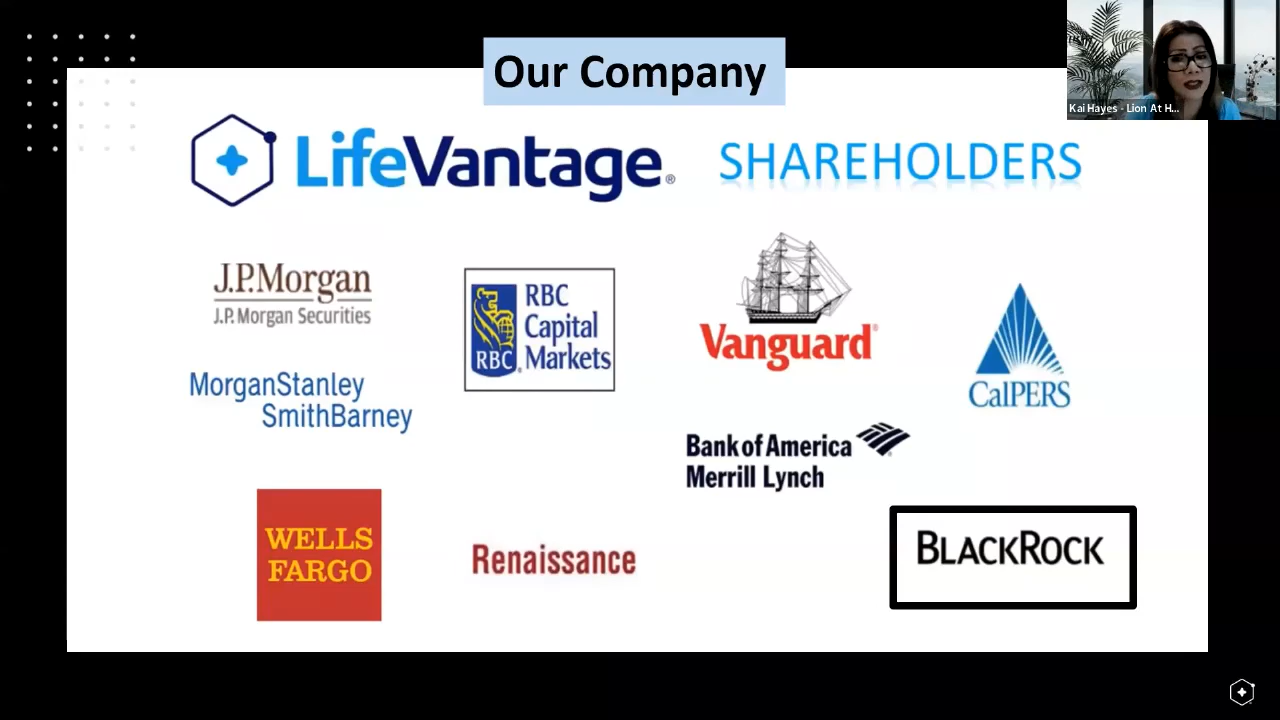 Our Company
Kai Hayes - Lion At H...
LifeVantage®
SHAREHOLDERS
J.P.Morgan
J.P. Morgan Securities
RBC
Capital
Markets
RBC®
Vanguard®
CalPERS
MorganStanley
SmithBarney
Bank of America
Merrill Lynch
WELLS
FARGO
Renaissance
BLACKROCK